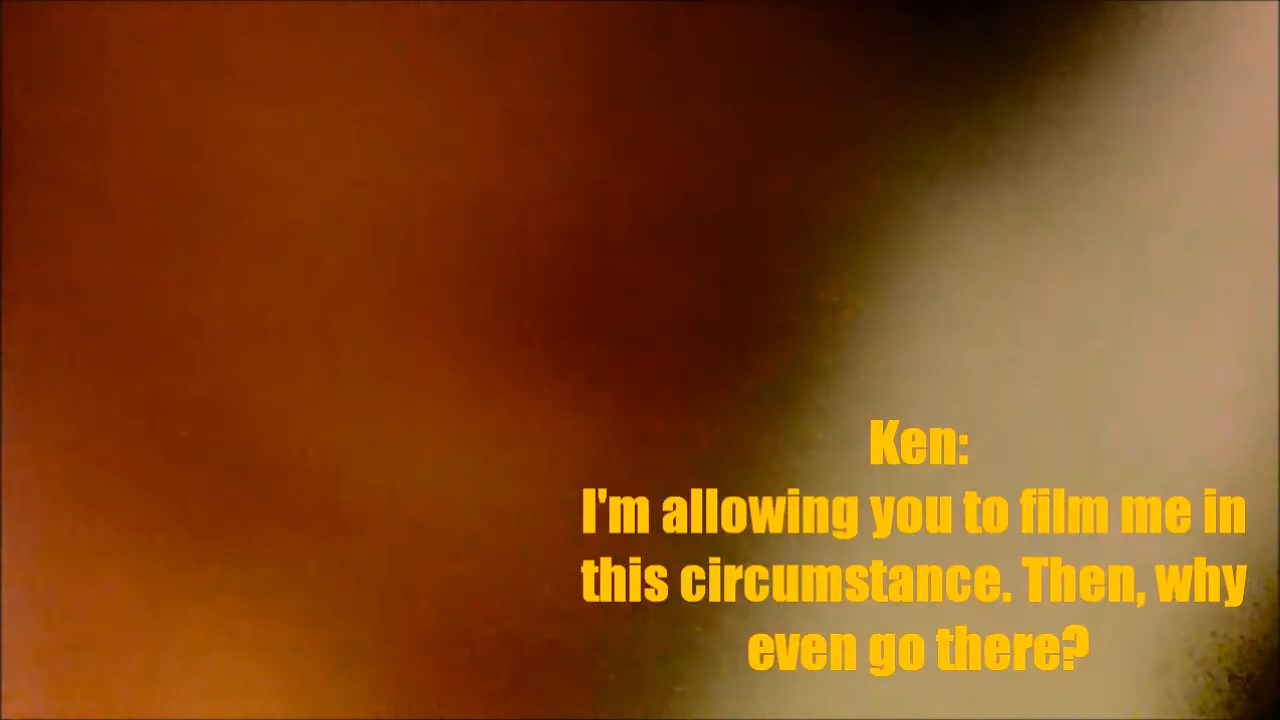 Ken:
I'm allowing you to film me in
this circumstance. Then, why
even go there?